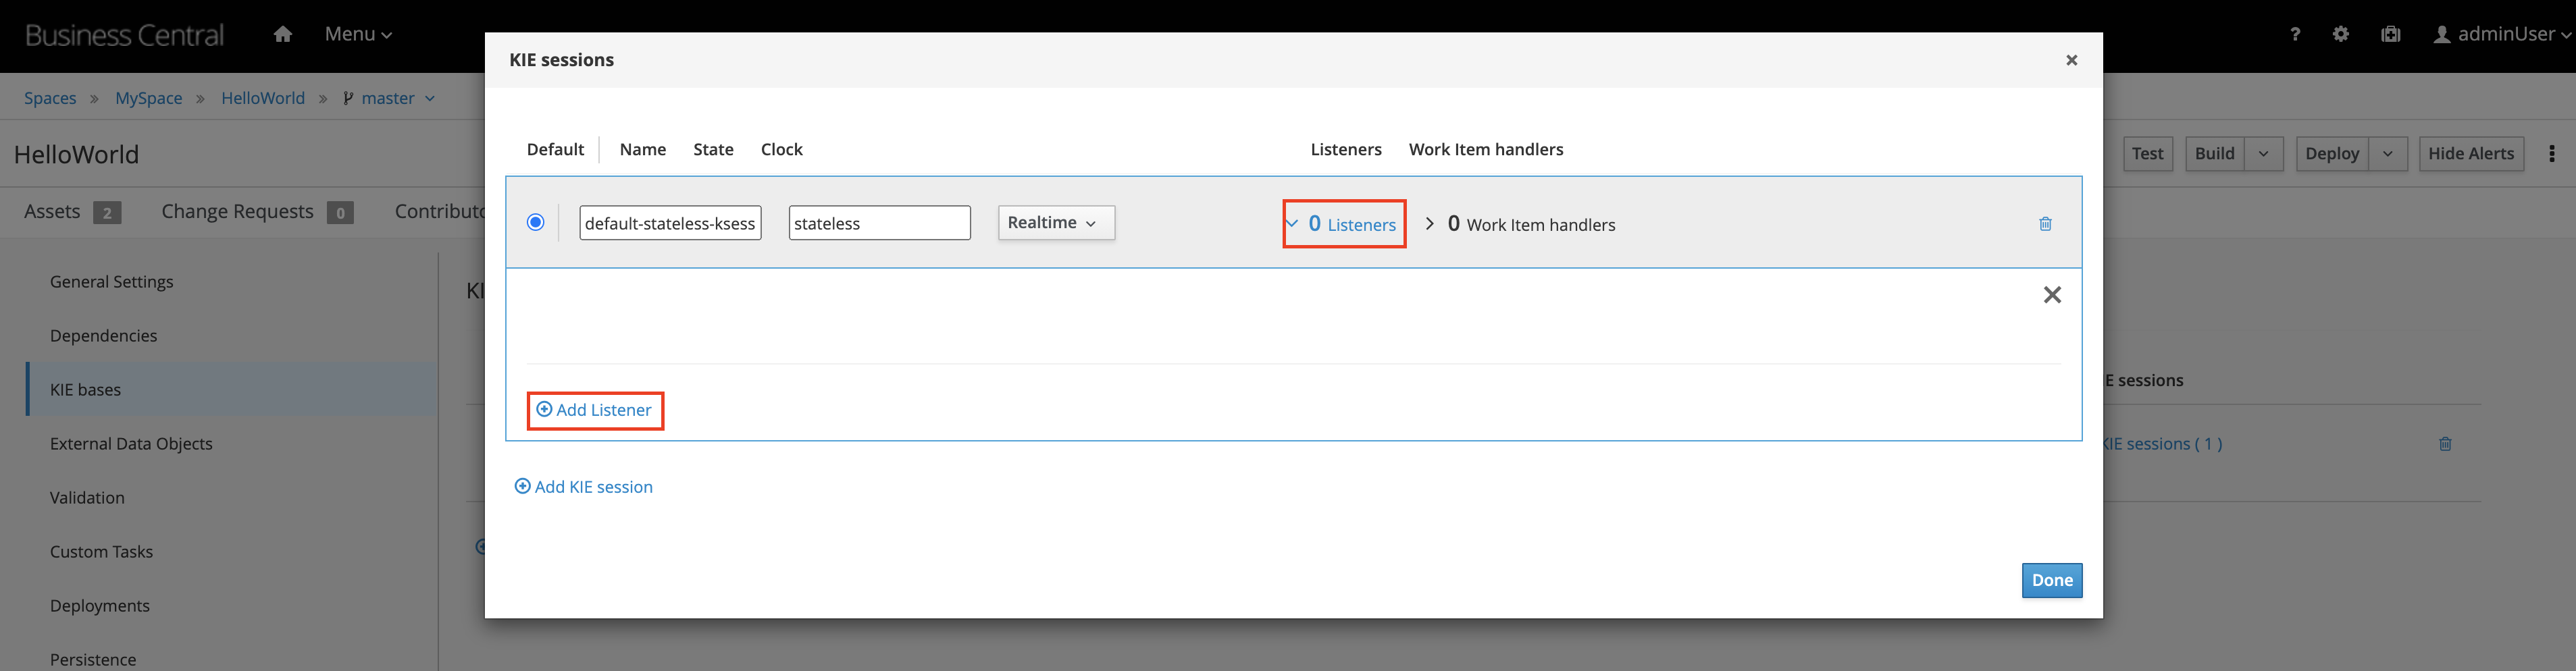 Business Central
Menu
? adminUser
KIE sessions ×
Spaces » MySpace » HelloWorld » master
HelloWorld
Test Build Deploy Hide Alerts
Default Name State Clock Listeners Work Item handlers
Assets 2 Change Requests 0 Contributo
default-stateless-ksess stateless Realtime 0 Listeners 0 Work Item handlers
General Settings
KI
Dependencies
KIE bases
E sessions
Add Listener
External Data Objects
KIE sessions ( 1 )
Add KIE session
Validation
Custom Tasks
Done
Deployments
Persistence